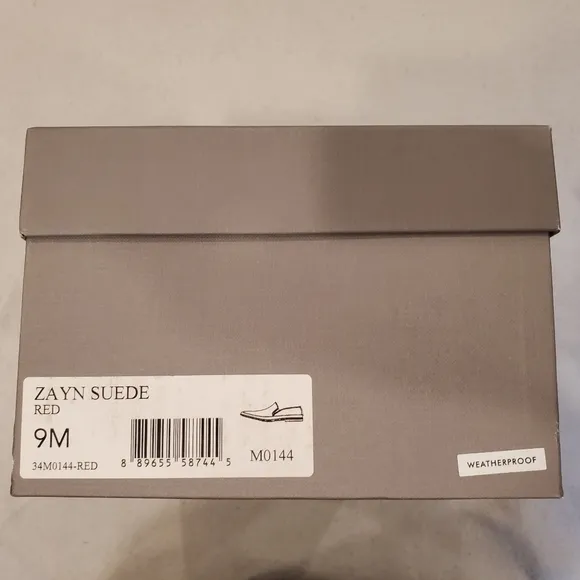 ZAYN SUEDE
RED
9M
34M0144-RED
8 89655 58744 5
M0144
WEATHERPROOF